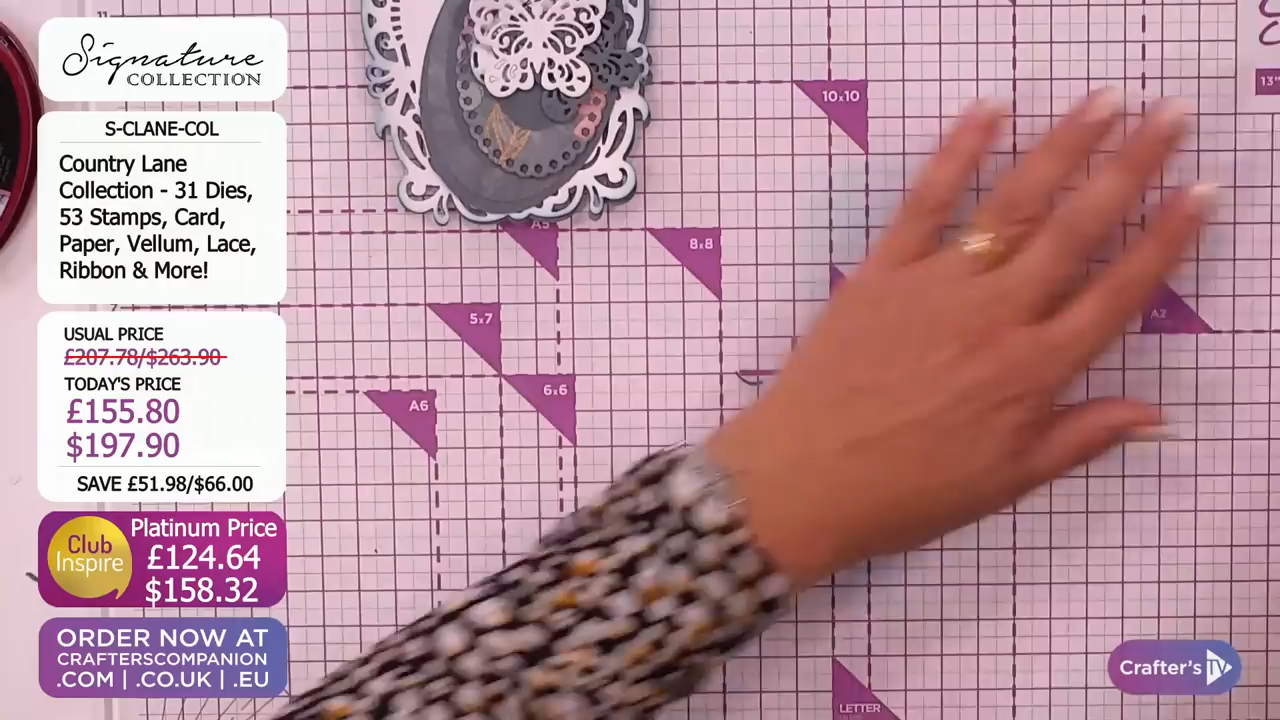 Signature
COLLECTION
S-CLANE-COL
Country Lane
Collection - 31 Dies,
53 Stamps, Card,
Paper, Vellum, Lace,
Ribbon & More!
USUAL PRICE
£207.78/$263.90
TODAY'S PRICE
£155.80
$197.90
SAVE £51.98/$66.00
Club
Inspire
Platinum Price
£124.64
$158.32
ORDER NOW AT
CRAFTERSCOMPANION
.COM | .CO.UK | .EU
10x10
13"
A5
8x8
5x7
A2
6x6
A6
LETTER
Crafter's TV